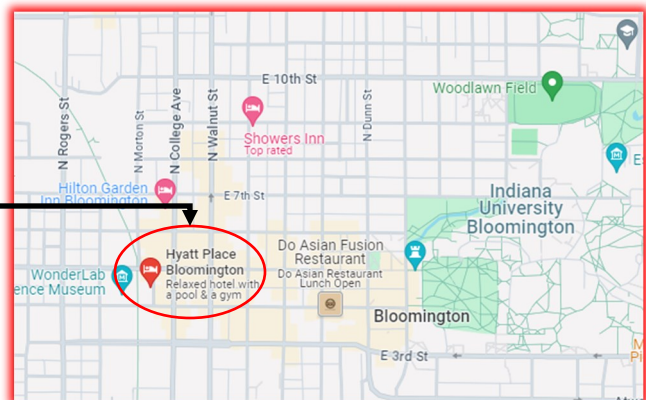 E 10th St
Woodlawn Field
N Rogers St
N Morton St
N College Ave
N Walnut St
N Dunn St
Showers Inn
Top rated
Hilton Garden
Inn Bloomington
E 7th St
Indiana
University
Bloomington
Hyatt Place
Bloomington
Relaxed hotel with
a pool & a gym
Do Asian Fusion
Restaurant
Do Asian Restaurant
Lunch Open
WonderLab
ence Museum
Bloomington
E 3rd St